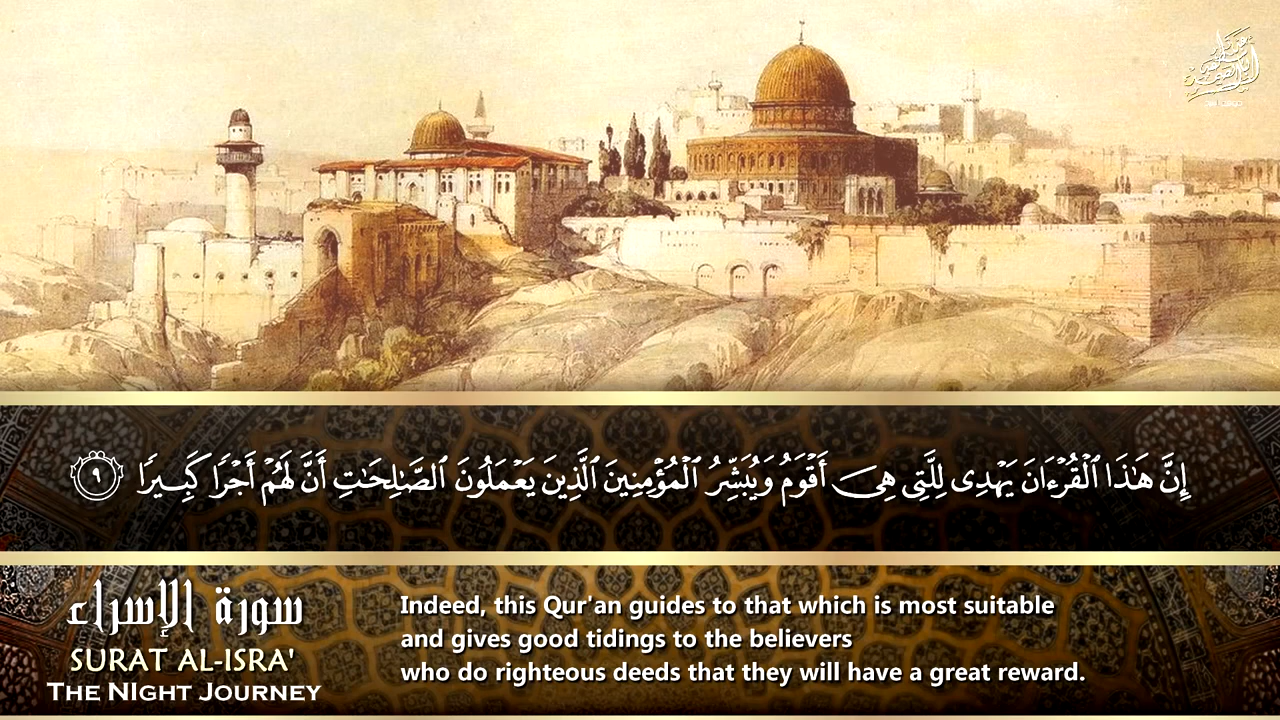 إِنَّ هَٰذَا ٱلْقُرْءَانَ يَهْدِى لِلَّتِى هِىَ أَقْوَمُ وَيُبَشِّرُ ٱلْمُؤْمِنِينَ ٱلَّذِينَ يَعْمَلُونَ ٱلصَّٰلِحَٰتِ أَنَّ لَهُمْ أَجْرًا كَبِيرًا ٩
سورة الإسراء
SURAT AL-ISRA'
THE NIGHT JOURNEY
Indeed, this Qur'an guides to that which is most suitable
and gives good tidings to the believers
who do righteous deeds that they will have a great reward.